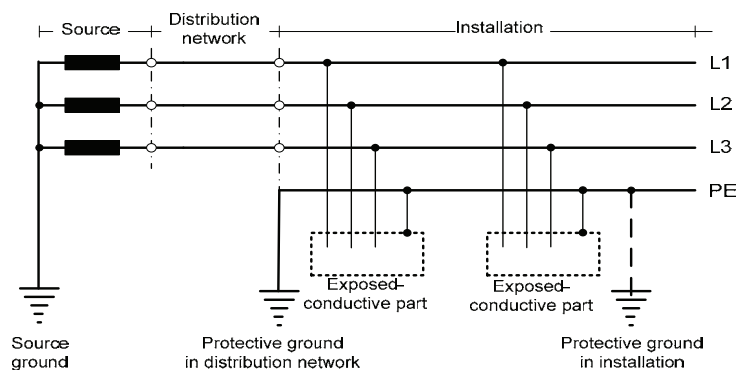 Source
Distribution
network
Installation
L1
L2
L3
PE
Exposed–
conductive part
Exposed–
conductive part
Source
ground
Protective ground
in distribution network
Protective ground
in installation